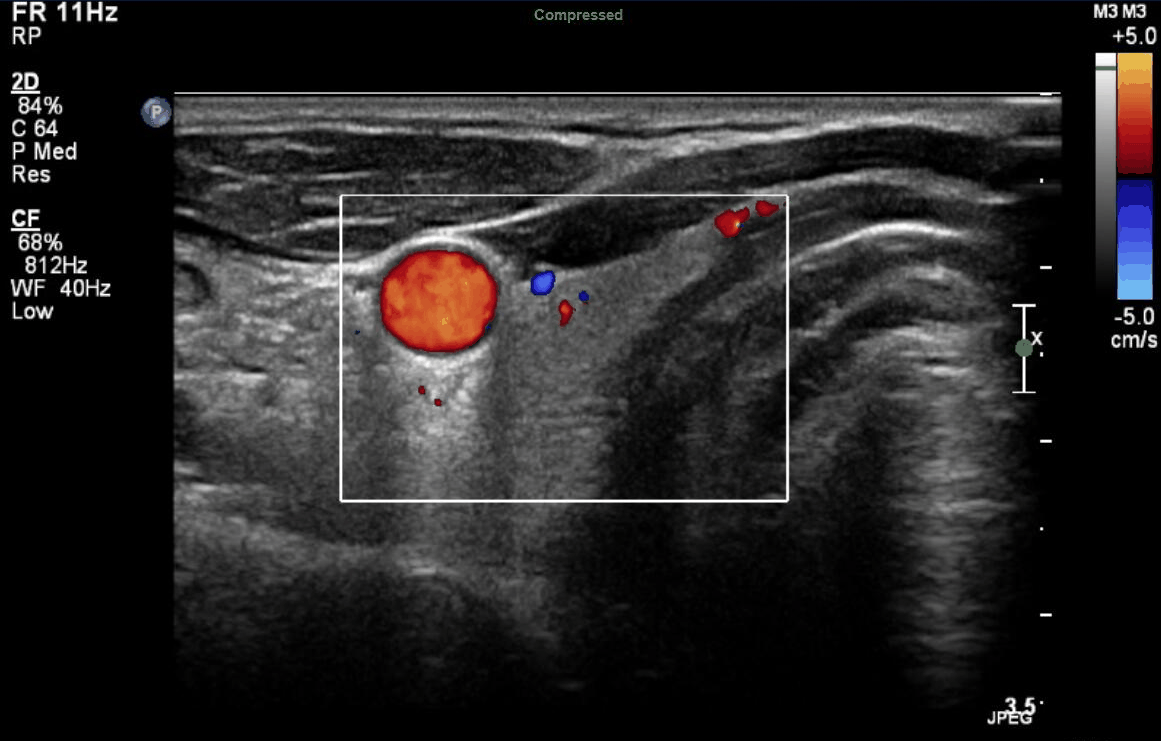 FR 11Hz
RP
Compressed
M3 M3
+5.0
P
2D
84%
C 64
P Med
Res
CF
68%
812Hz
WF 40Hz
Low
-5.0
cm/s
x
3.5
JPEG